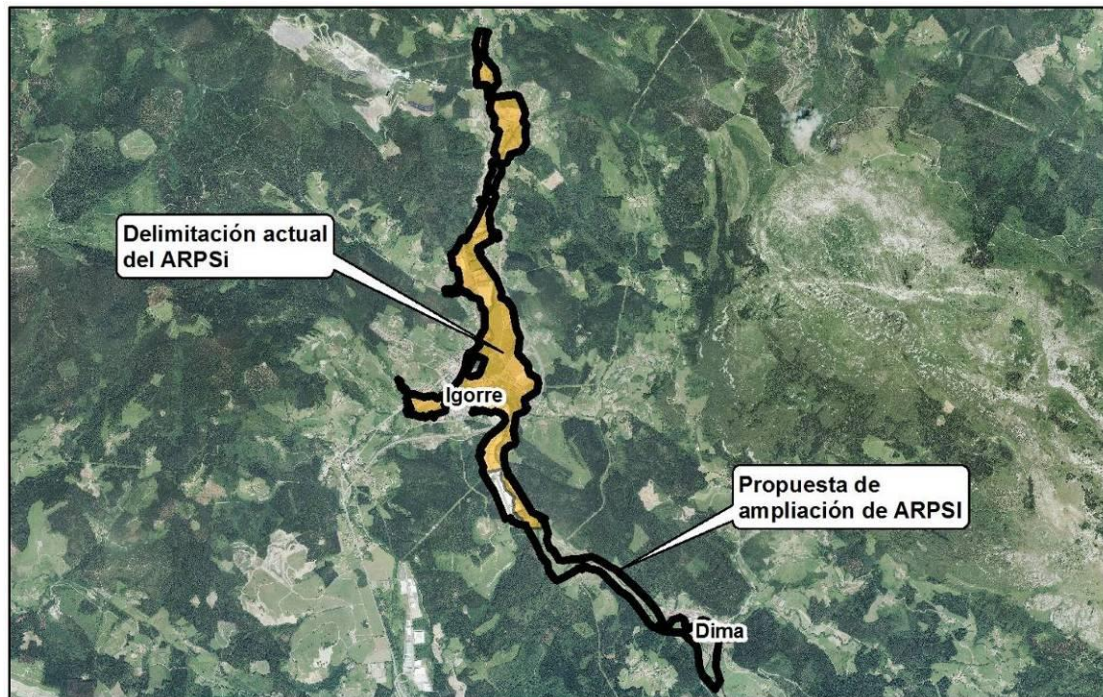 Delimitación actual
del ARPSi
Igorre
Propuesta de
ampliación de ARPSI
Dima